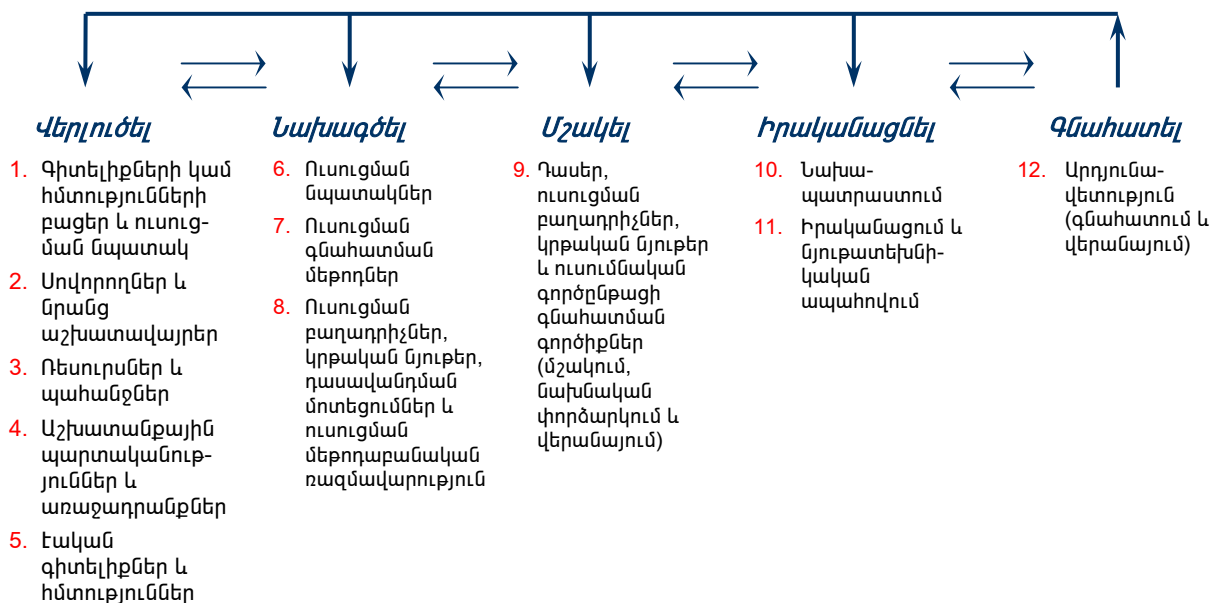 Վերլուծել
Նախագծել
Մշակել
Իրականացնել
Գնահատել
1. Գիտելիքների կամ
հմտությունների
բացեր և ուսուց-
ման նպատակ
2. Սովորողներ և
նրանց
աշխատավայրեր
3. Ռեսուրսներ և
պահանջներ
4. Աշխատանքային
պարտականութ-
յուններ և
առաջադրանքներ
5. Էական
գիտելիքներ և
հմտություններ
6. Ուսուցման
նպատակներ
7. Ուսուցման
գնահատման
մեթոդներ
8. Ուսուցման
բաղադրիչներ,
կրթական նյութեր,
դասավանդման
մոտեցումներ և
ուսուցման
մեթոդաբանական
ռազմավարություն
9. Դասեր,
ուսուցման
բաղադրիչներ,
կրթական նյութեր
և ուսումնական
գործընթացի
գնահատման
գործիքներ
(մշակում,
նախնական
փորձարկում և
վերանայում)
10. Նախա-
պատրաստում
11. Իրականացում և
նյութատեխնի-
կական
ապահովում
12. Արդյունա-
վետություն
(գնահատում և
վերանայում)